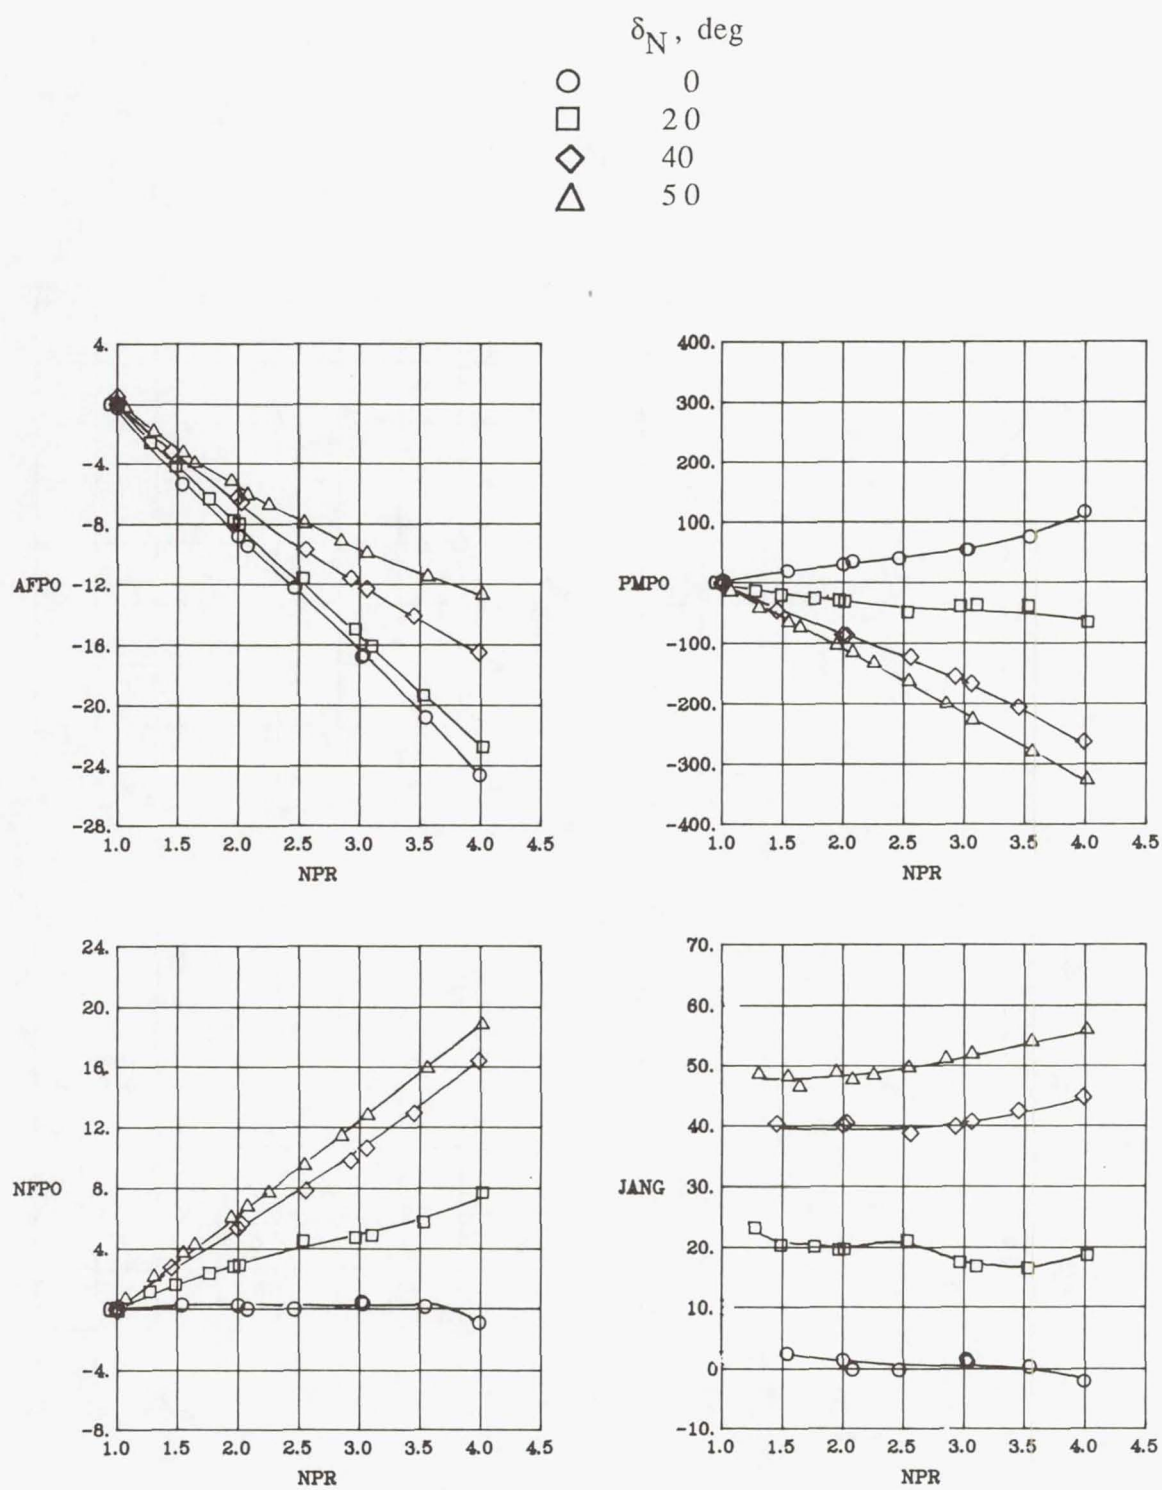 δN, deg
0
20
40
50
4.
0
-4.
-8.
AFPO -12.
-16.
-20.
-24.
-28.
1.0 1.5 2.0 2.5 3.0 3.5 4.0 4.5
NPR
400.
300.
200.
100.
PMPO 0
-100.
-200.
-300.
-400.
1.0 1.5 2.0 2.5 3.0 3.5 4.0 4.5
NPR
24.
20.
16.
12.
NFPO 8.
4.
0
-4.
-8.
1.0 1.5 2.0 2.5 3.0 3.5 4.0 4.5
NPR
70.
60.
50.
40.
JANG 30.
20.
10.
0
-10.
1.0 1.5 2.0 2.5 3.0 3.5 4.0 4.5
NPR